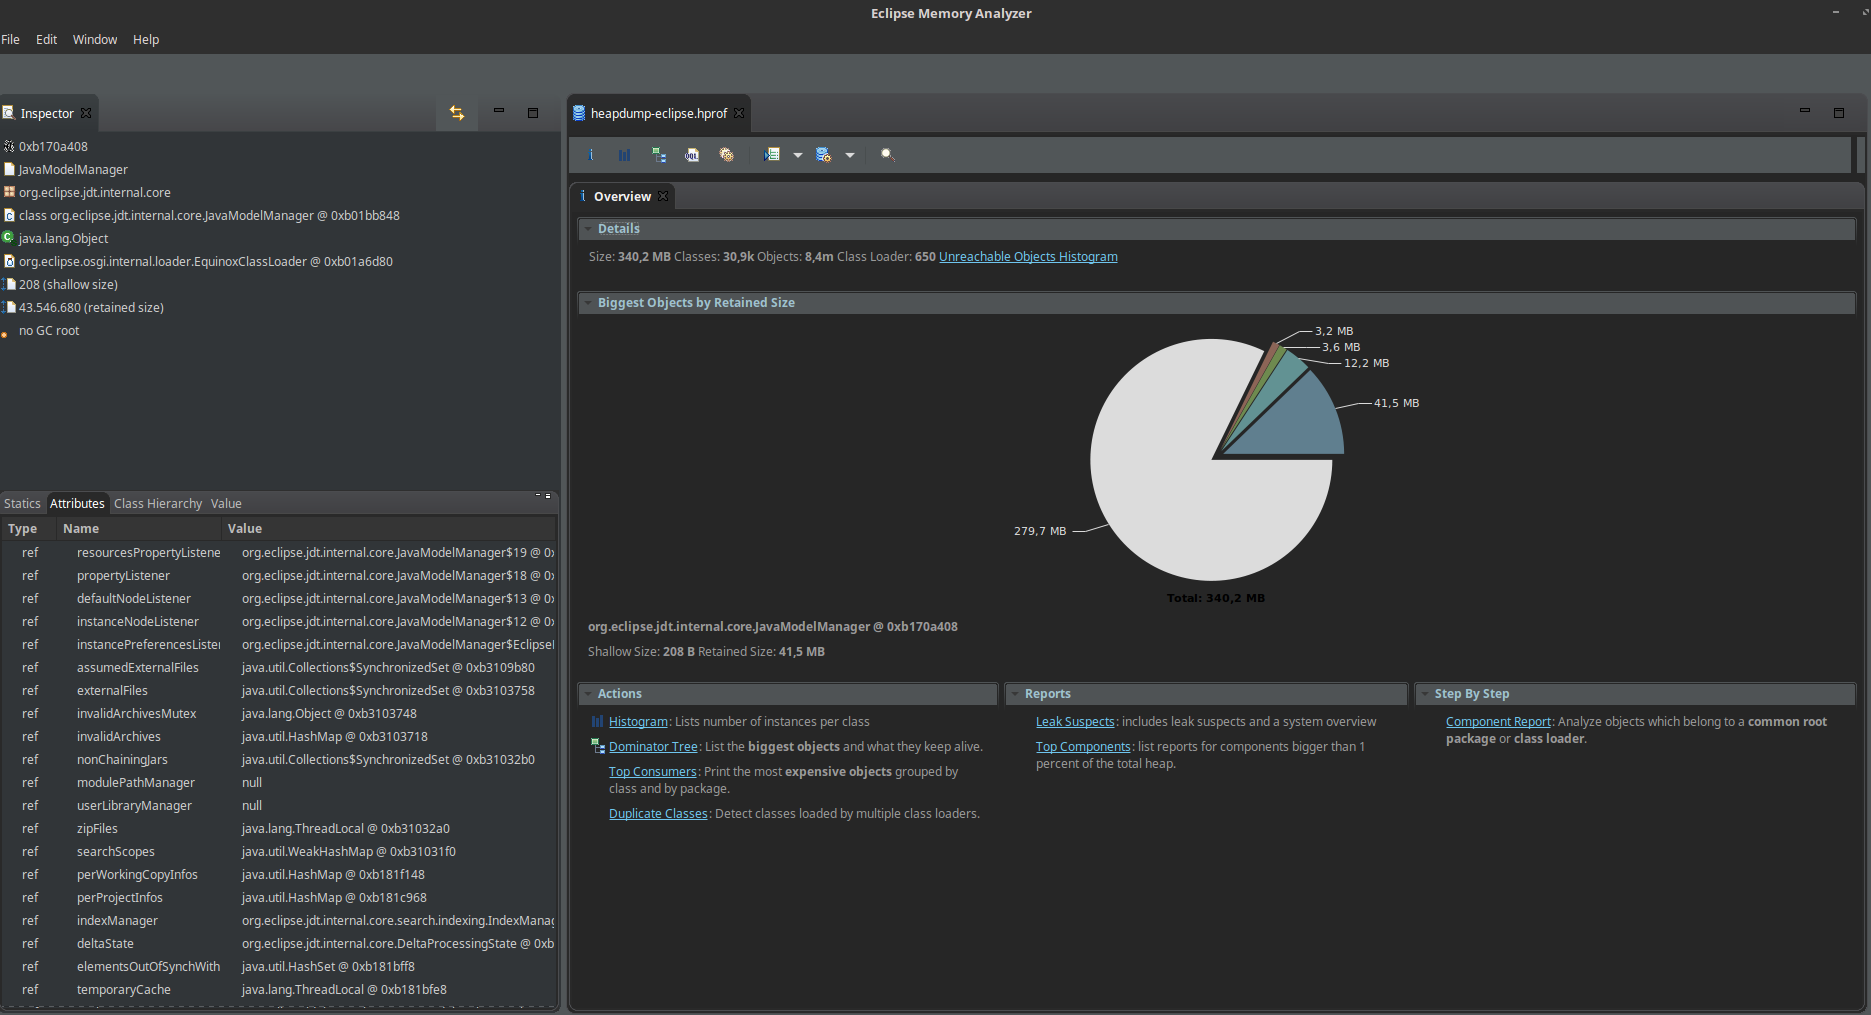 Eclipse Memory Analyzer
File Edit Window Help
Inspector
0xb170a408
JavaModelManager
org.eclipse.jdt.internal.core
class org.eclipse.jdt.internal.core.JavaModelManager @ 0xb01bb848
java.lang.Object
org.eclipse.osgi.internal.loader.EquinoxClassLoader @ 0xb01a6d80
208 (shallow size)
43.546.680 (retained size)
no GC root
Statics Attributes Class Hierarchy Value
Type Name Value
ref resourcesPropertyListene org.eclipse.jdt.internal.core.JavaModelManager$19 @ 0x
ref propertyListener org.eclipse.jdt.internal.core.JavaModelManager$18 @ 0x
ref defaultNodeListener org.eclipse.jdt.internal.core.JavaModelManager$13 @ 0x
ref instanceNodeListener org.eclipse.jdt.internal.core.JavaModelManager$12 @ 0x
ref instancePreferencesListe org.eclipse.jdt.internal.core.JavaModelManager$Eclipse
ref assumedExternalFiles java.util.Collections$SynchronizedSet @ 0xb3109b80
ref externalFiles java.util.Collections$SynchronizedSet @ 0xb3103758
ref invalidArchivesMutex java.lang.Object @ 0xb3103748
ref invalidArchives java.util.HashMap @ 0xb3103718
ref nonChainingJars java.util.Collections$SynchronizedSet @ 0xb31032b0
ref modulePathManager null
ref userLibraryManager null
ref zipFiles java.lang.ThreadLocal @ 0xb31032a0
ref searchScopes java.util.WeakHashMap @ 0xb31031f0
ref perWorkingCopyInfos java.util.HashMap @ 0xb181f148
ref perProjectInfos java.util.HashMap @ 0xb181c968
ref indexManager org.eclipse.jdt.internal.core.search.indexing.IndexManag
ref deltaState org.eclipse.jdt.internal.core.DeltaProcessingState @ 0xb
ref elementsOutOfSynchWith java.util.HashSet @ 0xb181bff8
ref temporaryCache java.lang.ThreadLocal @ 0xb181bfe8
heapdump-eclipse.hprof
i OQL
i Overview
Details
Size: 340,2 MB Classes: 30,9k Objects: 8,4m Class Loader: 650 Unreachable Objects Histogram
Biggest Objects by Retained Size
3,2 MB
3,6 MB
12,2 MB
41,5 MB
279,7 MB
Total: 340,2 MB
org.eclipse.jdt.internal.core.JavaModelManager @ 0xb170a408
Shallow Size: 208 B Retained Size: 41,5 MB
Actions
Histogram: Lists number of instances per class
Dominator Tree: List the biggest objects and what they keep alive.
Top Consumers: Print the most expensive objects grouped by
class and by package.
Duplicate Classes: Detect classes loaded by multiple class loaders.
Reports
Leak Suspects: includes leak suspects and a system overview
Top Components: list reports for components bigger than 1
percent of the total heap.
Step By Step
Component Report: Analyze objects which belong to a common root
package or class loader.